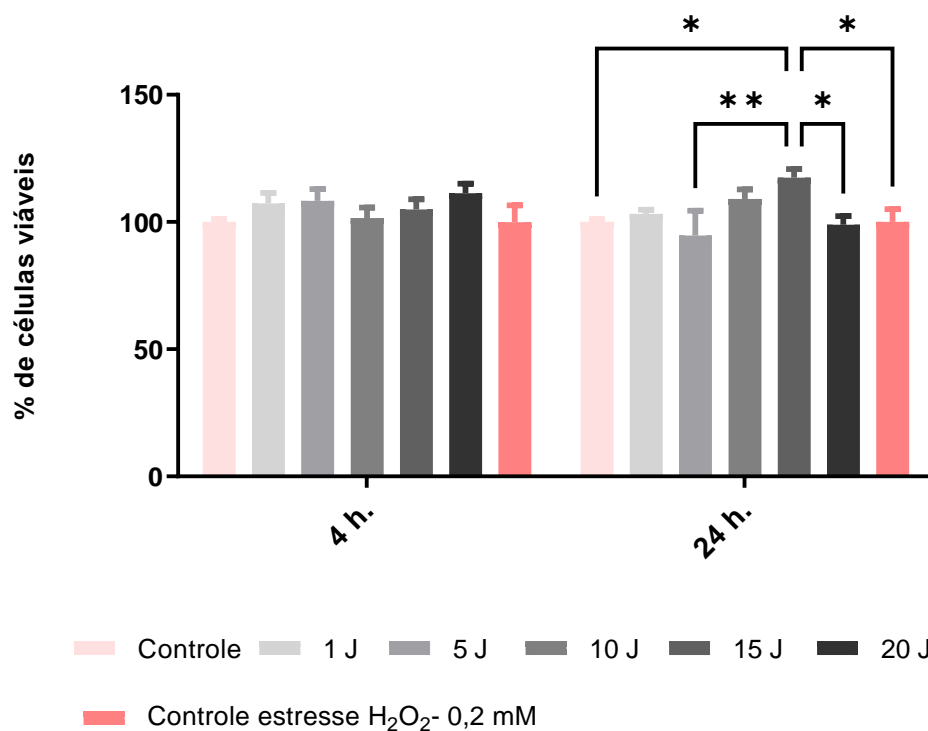 * *
150 ** *
100
50
0
% de células viáveis
4 h. 24 h.
Controle 1 J 5 J 10 J 15 J 20 J
Controle estresse H₂O₂- 0,2 mM